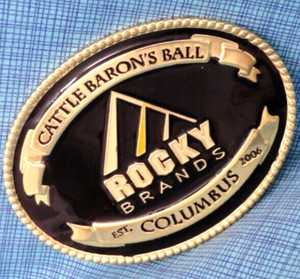 CATTLE BARON'S BALL
ROCKY
BRANDS
EST. COLUMBUS 2006